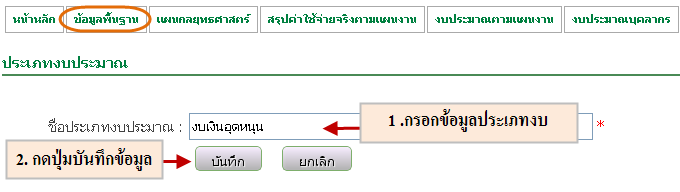 หน้าหลัก ข้อมูลพื้นฐาน แผนกลยุทธศาสตร์ สรุปค่าใช้จ่ายจริงตามแผนงาน งบประมาณตามแผนงาน งบประมาณบุคลากร
ประเภทงบประมาณ
ชื่อประเภทงบประมาณ : งบเงินอุดหนุน 1 .กรอกข้อมูลประเภทงบ *
2. กดปุ่มบันทึกข้อมูล บันทึก ยกเลิก